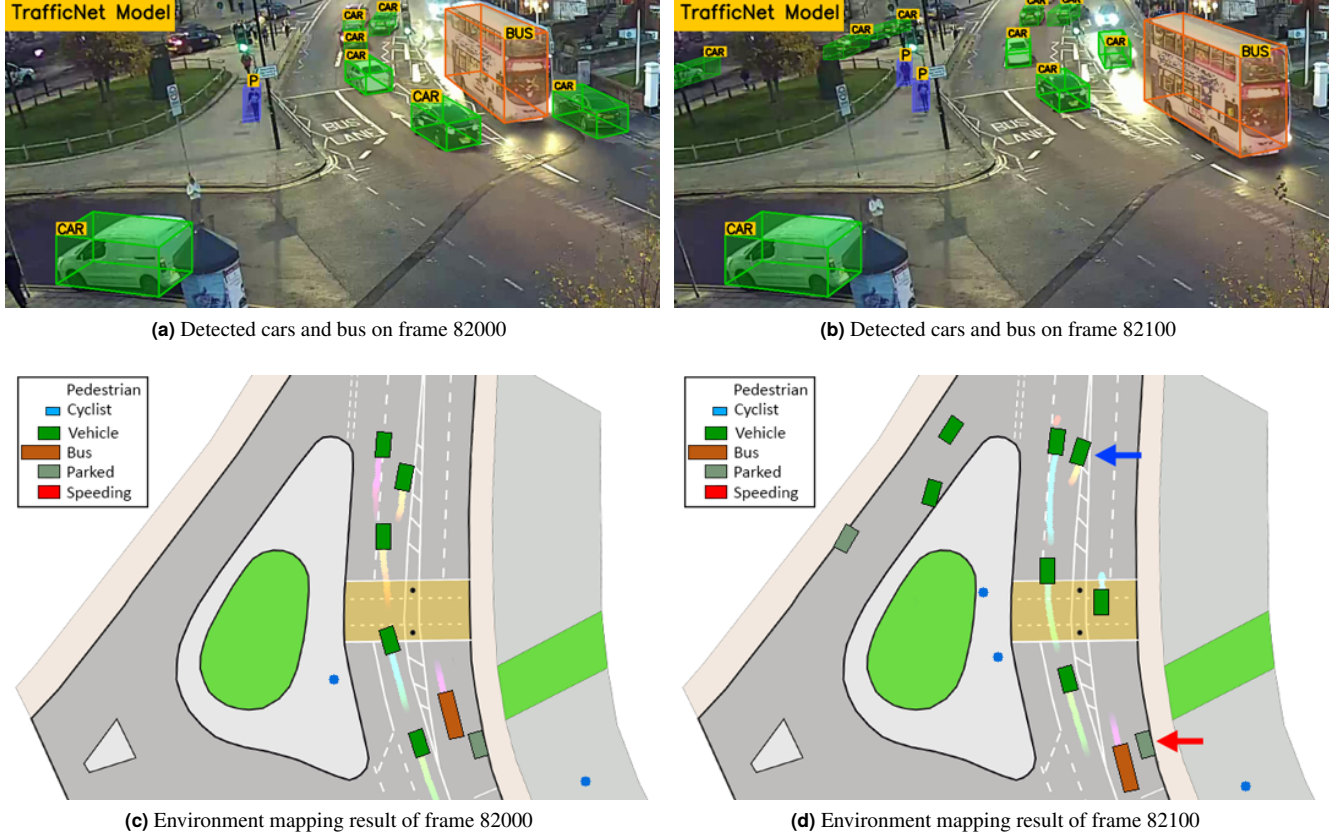 TrafficNet Model
CAR
CAR
CAR
BUS
P
CAR
CAR
BUS
LANE
CAR
TrafficNet Model
CAR
CAR
CAR
CAR
CAR
CAR
CAR
BUS
P
P
CAR
BUS
LANE
CAR
(a) Detected cars and bus on frame 82000
(b) Detected cars and bus on frame 82100
Pedestrian
Cyclist
Vehicle
Bus
Parked
Speeding
Pedestrian
Cyclist
Vehicle
Bus
Parked
Speeding
(c) Environment mapping result of frame 82000
(d) Environment mapping result of frame 82100